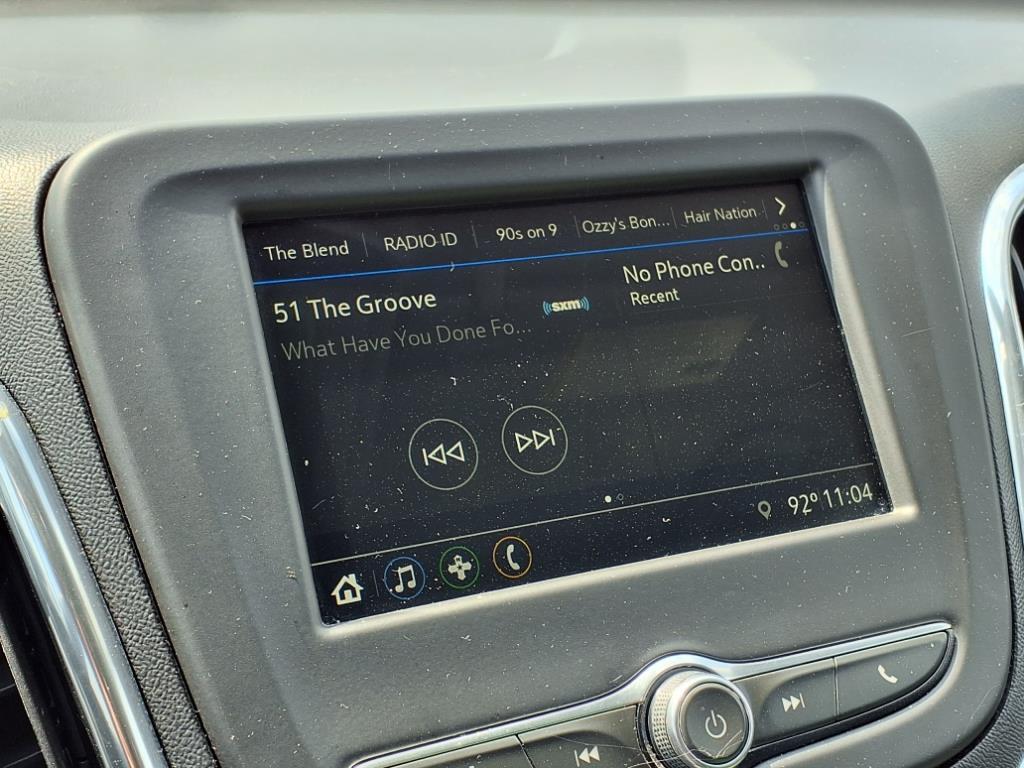 The Blend RADIO ID 90s on 9 Ozzy's Bon... Hair Nation
51 The Groove
sxm
No Phone Con..
What Have You Done Fo...
Recent
92° 11:04